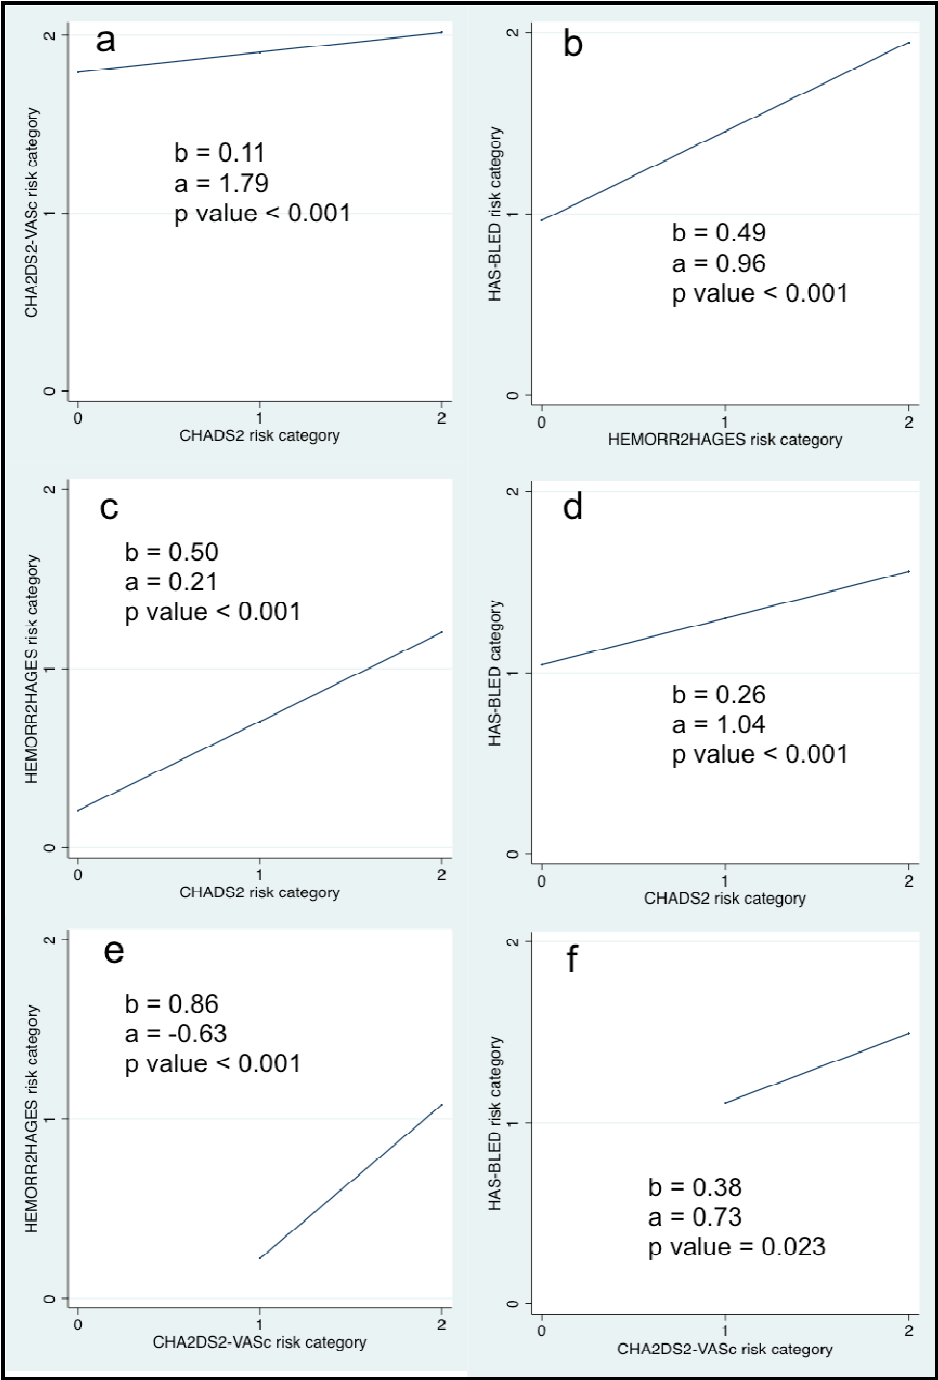 a
2
1
0
CHA2DS2-VASc risk category
b = 0.11
a = 1.79
p value < 0.001
0 1 2
CHADS2 risk category
b
2
1
0
HAS-BLED risk category
b = 0.49
a = 0.96
p value < 0.001
0 1 2
HEMORR2HAGES risk category
c
2
1
0
HEMORR2HAGES risk category
b = 0.50
a = 0.21
p value < 0.001
0 1 2
CHADS2 risk category
d
2
1
0
HAS-BLED category
b = 0.26
a = 1.04
p value < 0.001
0 1 2
CHADS2 risk category
e
2
1
0
HEMORR2HAGES risk category
b = 0.86
a = -0.63
p value < 0.001
0 1 2
CHA2DS2-VASc risk category
f
2
1
0
HAS-BLED risk category
b = 0.38
a = 0.73
p value = 0.023
0 1 2
CHA2DS2-VASc risk category